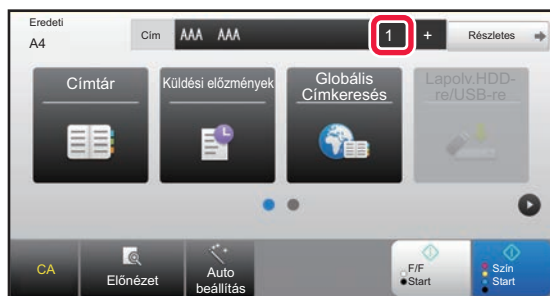 Eredeti
A4
Cím AAA AAA 1 + Részletes
Címtár
Küldési előzmények
Globális
Címkeresés
Lapolv.HDD-
re/USB-re
CA
Előnézet
Auto
beállítás
F/F
Start
Szín
Start